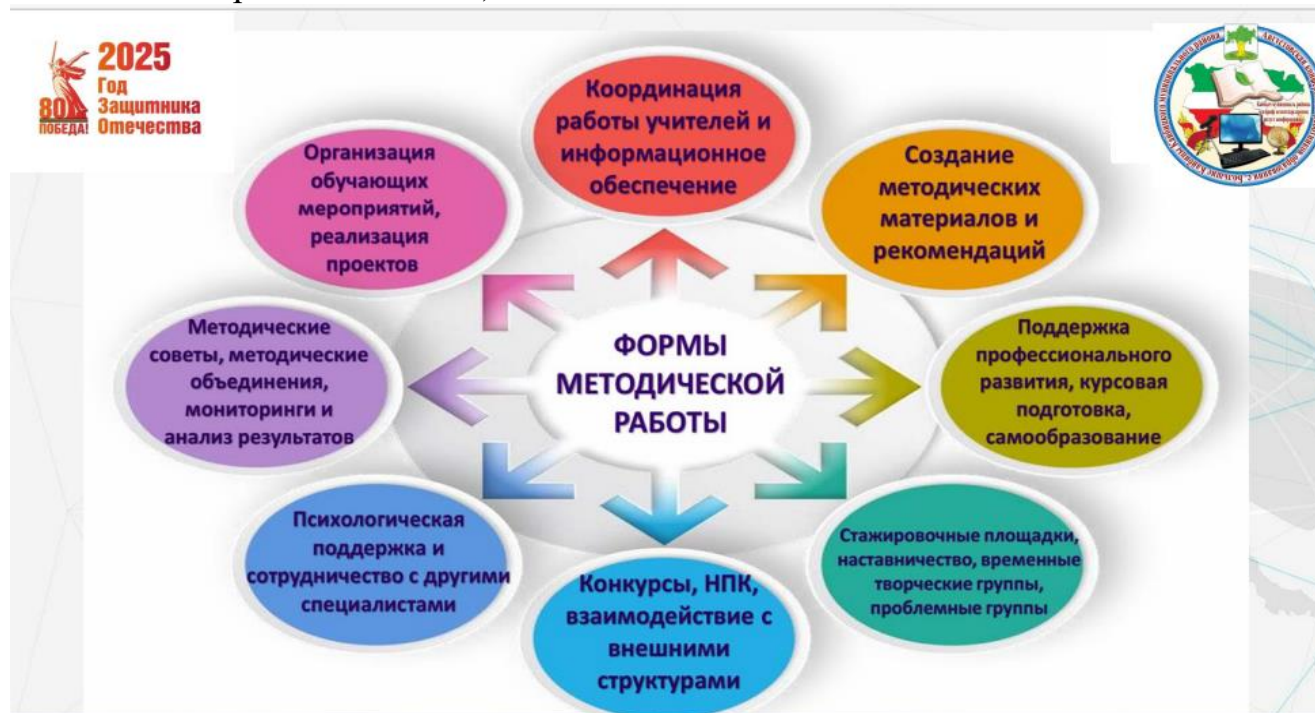 2025
Год
Защитника
Отечества
80
ПОБЕДА!
Координация
работы учителей и
информационное
обеспечение
Создание
методических
материалов и
рекомендаций
Поддержка
профессионального
развития, курсовая
подготовка,
самообразование
Стажировочные площадки,
наставничество, временные
творческие группы,
проблемные группы
Конкурсы, НПК,
взаимодействие с
внешними
структурами
Психологическая
поддержка и
сотрудничество с другими
специалистами
Методические
советы, методические
объединения,
мониторинги и
анализ результатов
Организация
обучающих
мероприятий,
реализация
проектов
ФОРМЫ
МЕТОДИЧЕСКОЙ
РАБОТЫ